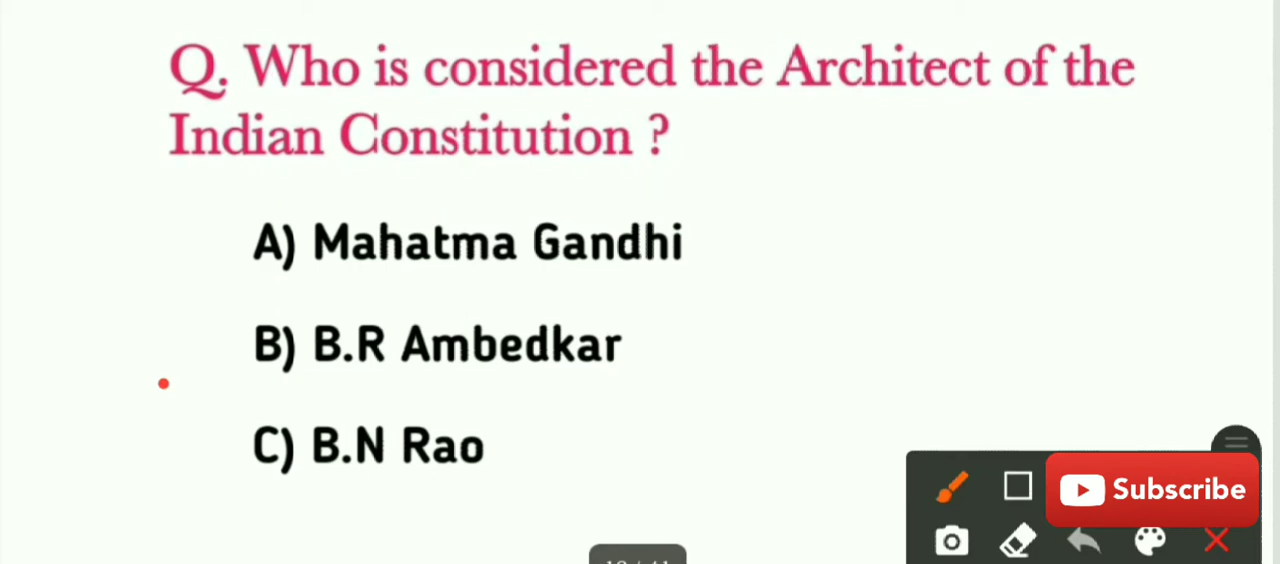 Q. Who is considered the Architect of the
Indian Constitution ?
A) Mahatma Gandhi
B) B.R Ambedkar
C) B.N Rao
Subscribe